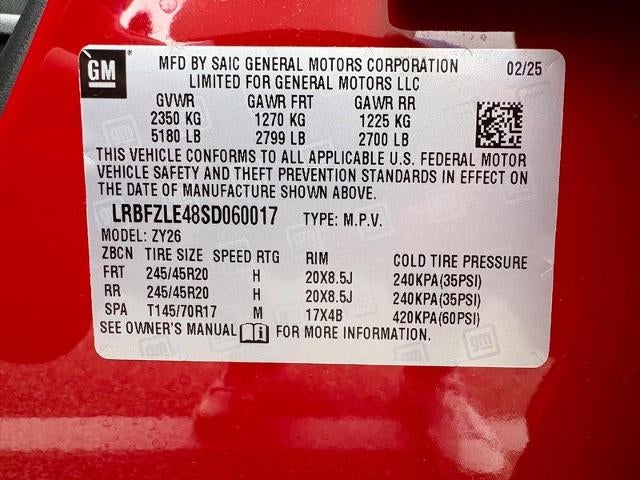 GM
MFD BY SAIC GENERAL MOTORS CORPORATION 02/25
LIMITED FOR GENERAL MOTORS LLC
GVWR GAWR FRT GAWR RR
2350 KG 1270 KG 1225 KG
5180 LB 2799 LB 2700 LB
THIS VEHICLE CONFORMS TO ALL APPLICABLE U.S. FEDERAL MOTOR
VEHICLE SAFETY AND THEFT PREVENTION STANDARDS IN EFFECT ON
THE DATE OF MANUFACTURE SHOWN ABOVE.
LRBFZLE48SD060017 TYPE: M.P.V.
MODEL: ZY26
ZBCN TIRE SIZE SPEED RTG RIM COLD TIRE PRESSURE
FRT 245/45R20 H 20X8.5J 240KPA(35PSI)
RR 245/45R20 H 20X8.5J 240KPA(35PSI)
SPA T145/70R17 M 17X4B 420KPA(60PSI)
SEE OWNER'S MANUAL FOR MORE INFORMATION.